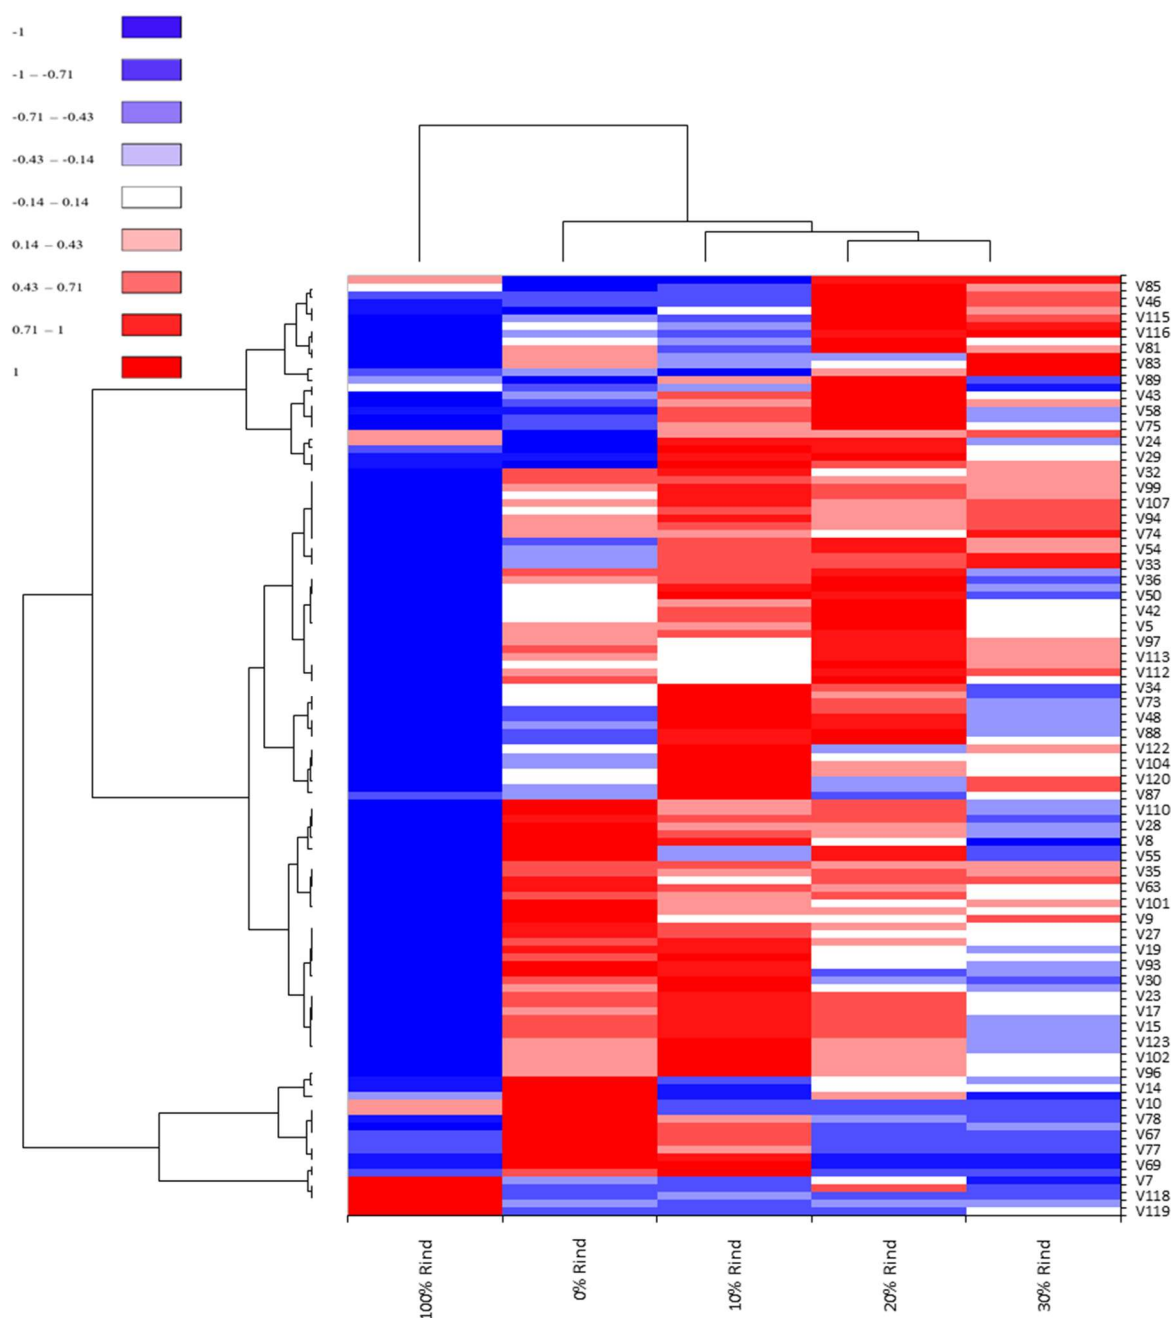 -1
-1 – -0.71
-0.71 – -0.43
-0.43 – -0.14
-0.14 – 0.14
0.14 – 0.43
0.43 – 0.71
0.71 – 1
1
V85
V46
V115
V116
V81
V83
V89
V43
V58
V75
V24
V29
V32
V99
V107
V94
V74
V54
V33
V36
V50
V42
V5
V97
V113
V112
V34
V73
V48
V88
V122
V104
V120
V87
V110
V28
V8
V55
V35
V63
V101
V9
V27
V19
V93
V30
V23
V17
V15
V123
V102
V96
V14
V10
V78
V67
V77
V69
V7
V118
V119
100% Rind
0% Rind
10% Rind
20% Rind
30% Rind